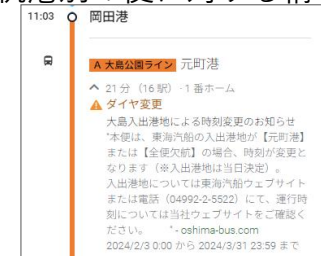 11:03 岡田港
A 大島公園ライン 元町港
21 分 (16 駅) · 1 番ホーム
ダイヤ変更
大島入出港地による時刻変更のお知らせ
"本便は、東海汽船の入出港地が【元町港】
または【全便欠航】の場合、時刻が変更と
なります（※入出港地は当日決定）。
入出港地については東海汽船ウェブサイト
または電話（04992-2-5522）にて、運行時
刻については当社ウェブサイトをご確認く
ださい。 " - oshima-bus.com
2024/2/3 0:00 から 2024/3/31 23:59 まで